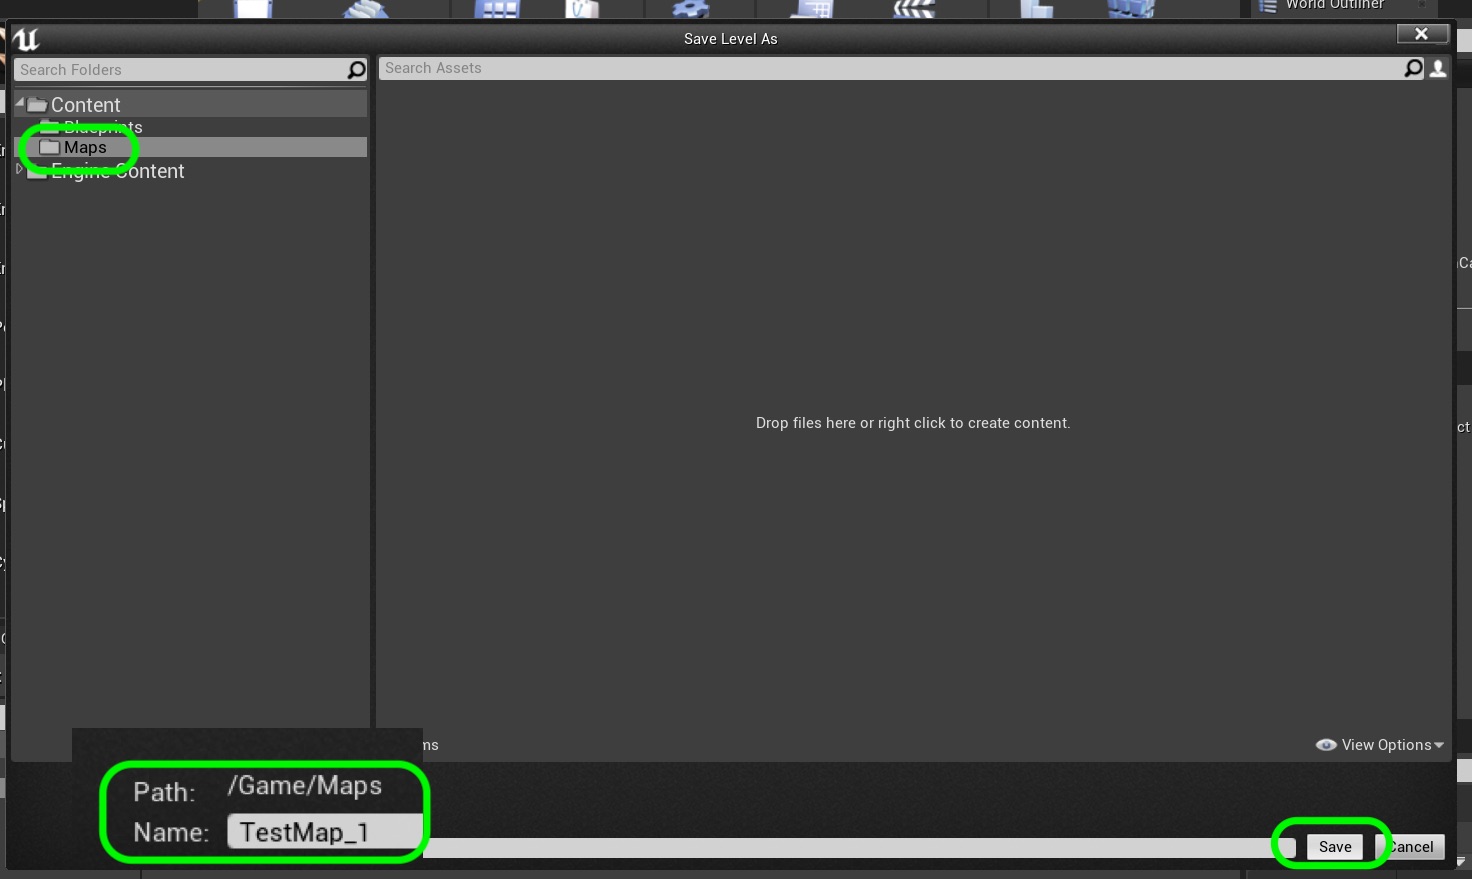 World Outliner
Save Level As
Search Folders
Search Assets
Content
Blueprints
Maps
Engine Content
Drop files here or right click to create content.
View Options
Path: /Game/Maps
Name: TestMap_1
Save
Cancel